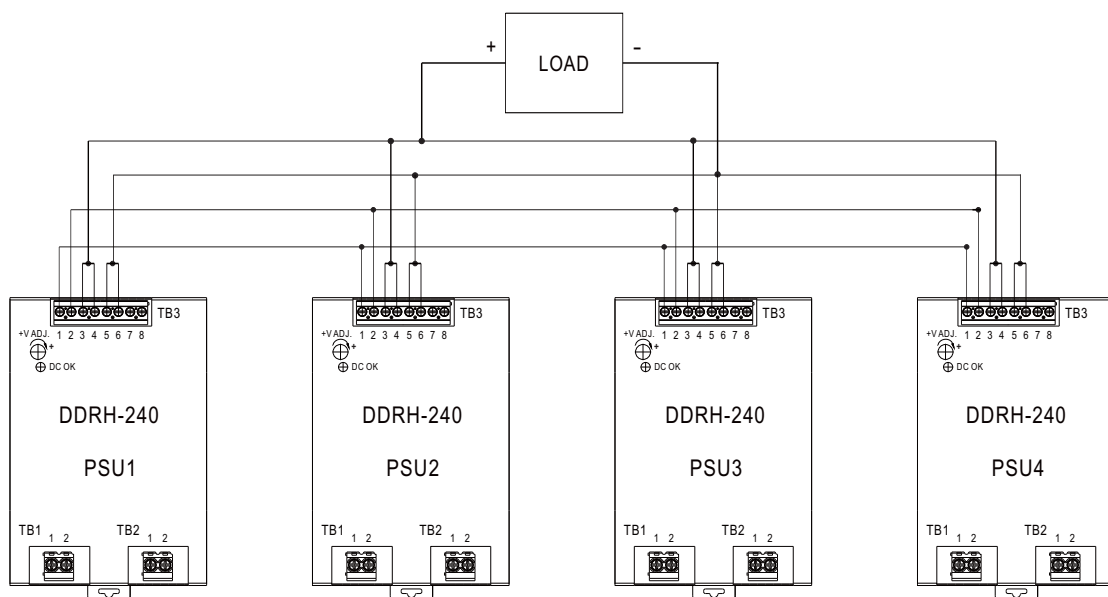 + LOAD -
TB3 TB3 TB3 TB3
+V ADJ. 1 2 3 4 5 6 7 8 +V ADJ. 1 2 3 4 5 6 7 8 +V ADJ. 1 2 3 4 5 6 7 8 +V ADJ. 1 2 3 4 5 6 7 8
+ + + +
DC OK DC OK DC OK DC OK
DDRH-240 DDRH-240 DDRH-240 DDRH-240
PSU1 PSU2 PSU3 PSU4
TB1 1 2 TB2 1 2 TB1 1 2 TB2 1 2 TB1 1 2 TB2 1 2 TB1 1 2 TB2 1 2